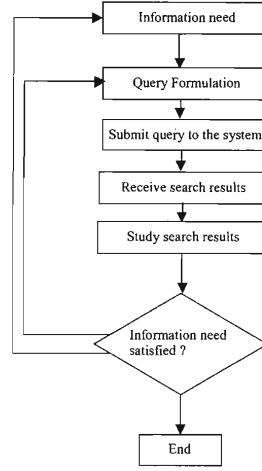 Information need
Query Formulation
Submit query to the system
Receive search results
Study search results
Information need
satisfied ?
End